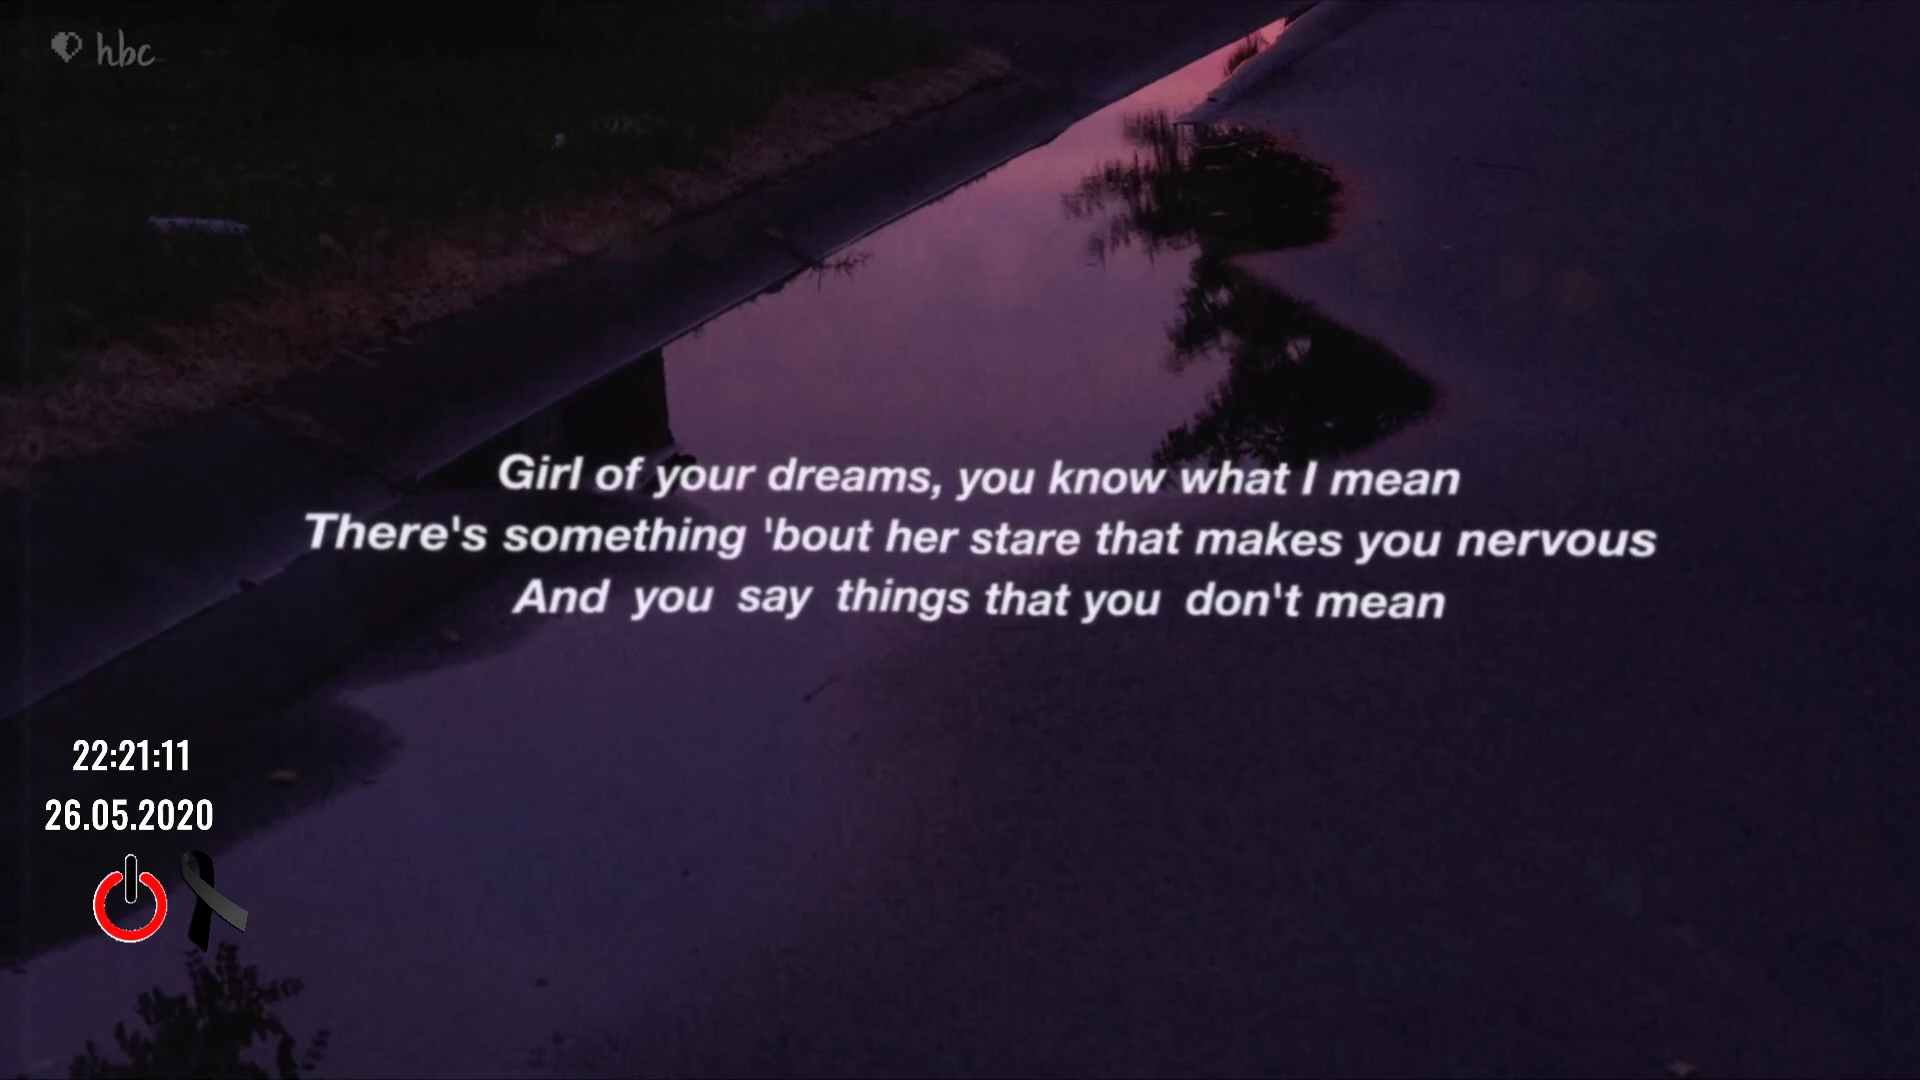 hbc
Girl of your dreams, you know what I mean
There's something 'bout her stare that makes you nervous
And you say things that you don't mean
22:21:11
26.05.2020